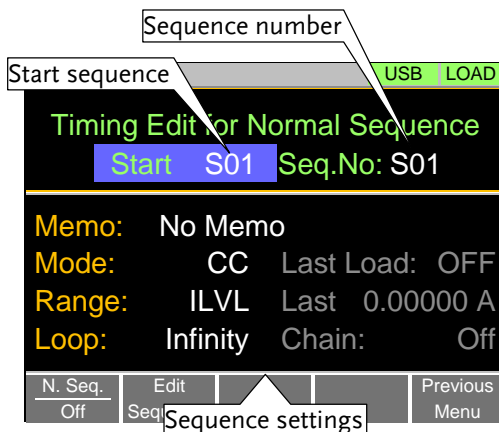 Sequence number
Start sequence
USB LOAD
Timing Edit for Normal Sequence
Start S01 Seq.No: S01
Memo: No Memo
Mode: CC Last Load: OFF
Range: ILVL Last 0.00000 A
Loop: Infinity Chain: Off
N. Seq. Edit Previous
Off Menu
Sequence settings